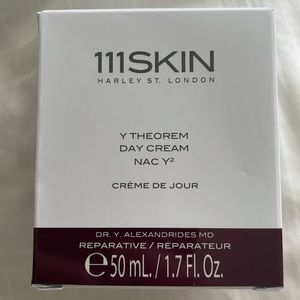 111SKIN
HARLEY ST. LONDON
Y THEOREM
DAY CREAM
NAC Y²
CRÈME DE JOUR
DR. Y. ALEXANDRIDES MD
REPARATIVE / RÉPARATEUR
℮ 50 mL. / 1.7 Fl. Oz.